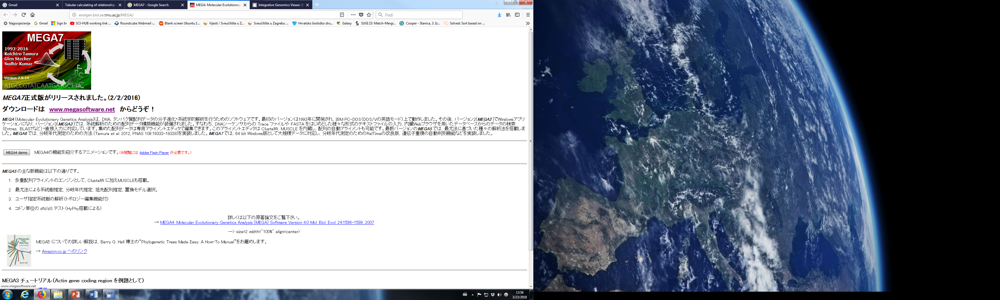 Gmail
Tabular calculating of relationship
MEGA7 - Google Search
MEGA: Molecular Evolutionary
Integrative Genomics Viewer (I
evolgen.biol.se.tmu.ac.jp/MEGA/
Traži
Najposjećenije
Gmail
Sign In
SCI-HUB working link ...
Roundcube Webmail :...
Blank screen Ubuntu 1...
Vijesti / Sveučilište u Z...
Sveučilište u Zagrebu ...
Hrvatsko biološko dru...
Galaxy
SUGI 23: Match-Mergi...
Cooper - Stanica, 3. Iz...
Solved: Sort based on ...
MEGA7
1993-2016
Koichiro Tamura
Glen Stecher
Sudhir Kumar
Version 7.0.14
ATGCCGTATCAATGATGCTTA
MEGA7正式版がリリースされました。(2/2/2016)
ダウンロードは www.megasoftware.net からどうぞ！
MEGA（Molecular Evolutionary Genetics Analysis)は、DNA、タンパク質配列データの分子進化・系統学的解析を行うためのソフトウェアです。最初のバージョンは1993年に開発され、IBM PC-DOS（DOS/Vの英語モード）上で動作しました。その後、バージョン2（MEGA2）でWindowsアプリ
ケーションになり、バージョン3（MEGA3）では、系統解析のための配列データ構築機能が装備されました。すなわち、DNAシーケンサからの Trace ファイルや FASTA をはじめとした様々な形式のテキストファイルの入力、内臓Webブラウザを用いたデータベースからのデータの検索
（Entrez、BLASTなど）・直接入力に対応しています。集めた配列データは専用アライメントエディタで編集できます。このアライメントエディタは ClustalW、MUSCLE を内蔵し、配列の自動アライメントも可能です。最新バージョンのMEGA5では、最尤法に基づいた種々の解析法を搭載しま
した。MEGA6では、分岐年代測定のための方法 (Tamura et al. 2012, PNAS 109:19333-19338)を実装しました。MEGA7では、64 bit Windows版として大規模データに対応し、分岐年代測定のためのRelTimeの改良版、遺伝子重複の自動判別機能などを実装しました。
MEGA4 demo
MEGA4の機能を紹介するアニメーションです。(※閲覧には Adobe Flash Player が必要です。)
MEGA5の主な新機能は以下の通りです。
1. 多重配列アライメントのエンジンとして、ClustalW に加えMUSCLEも搭載。
2. 最尤法による系統樹推定、分岐年代推定、祖先配列推定、置換モデル選択。
3. ユーザ指定系統樹の解析（トポロジー編集機能付）
4. コドン単位の dN/dS テスト（HyPhy搭載による）
詳しくは以下の原著論文をご覧下さい。
→ MEGA4: Molecular Evolutionary Genetics Analysis (MEGA) Software Version 4.0 Mol. Biol. Evol. 24:1596-1599. 2007
--> size=2 width="100%" align=center>
Phylogenetic
Trees
Made Easy
Barry G. Hall
MEGA5 についての詳しい解説は、Barry G. Hall 博士の“Phylogenetic Trees Made Easy: A How-To Manual”をお薦めします。
→ Amazon.co.jp へのリンク
MEGA3 チュートリアル（Actin gene coding region を例題として）
www.megasoftware.net
13:56
3/23/2018